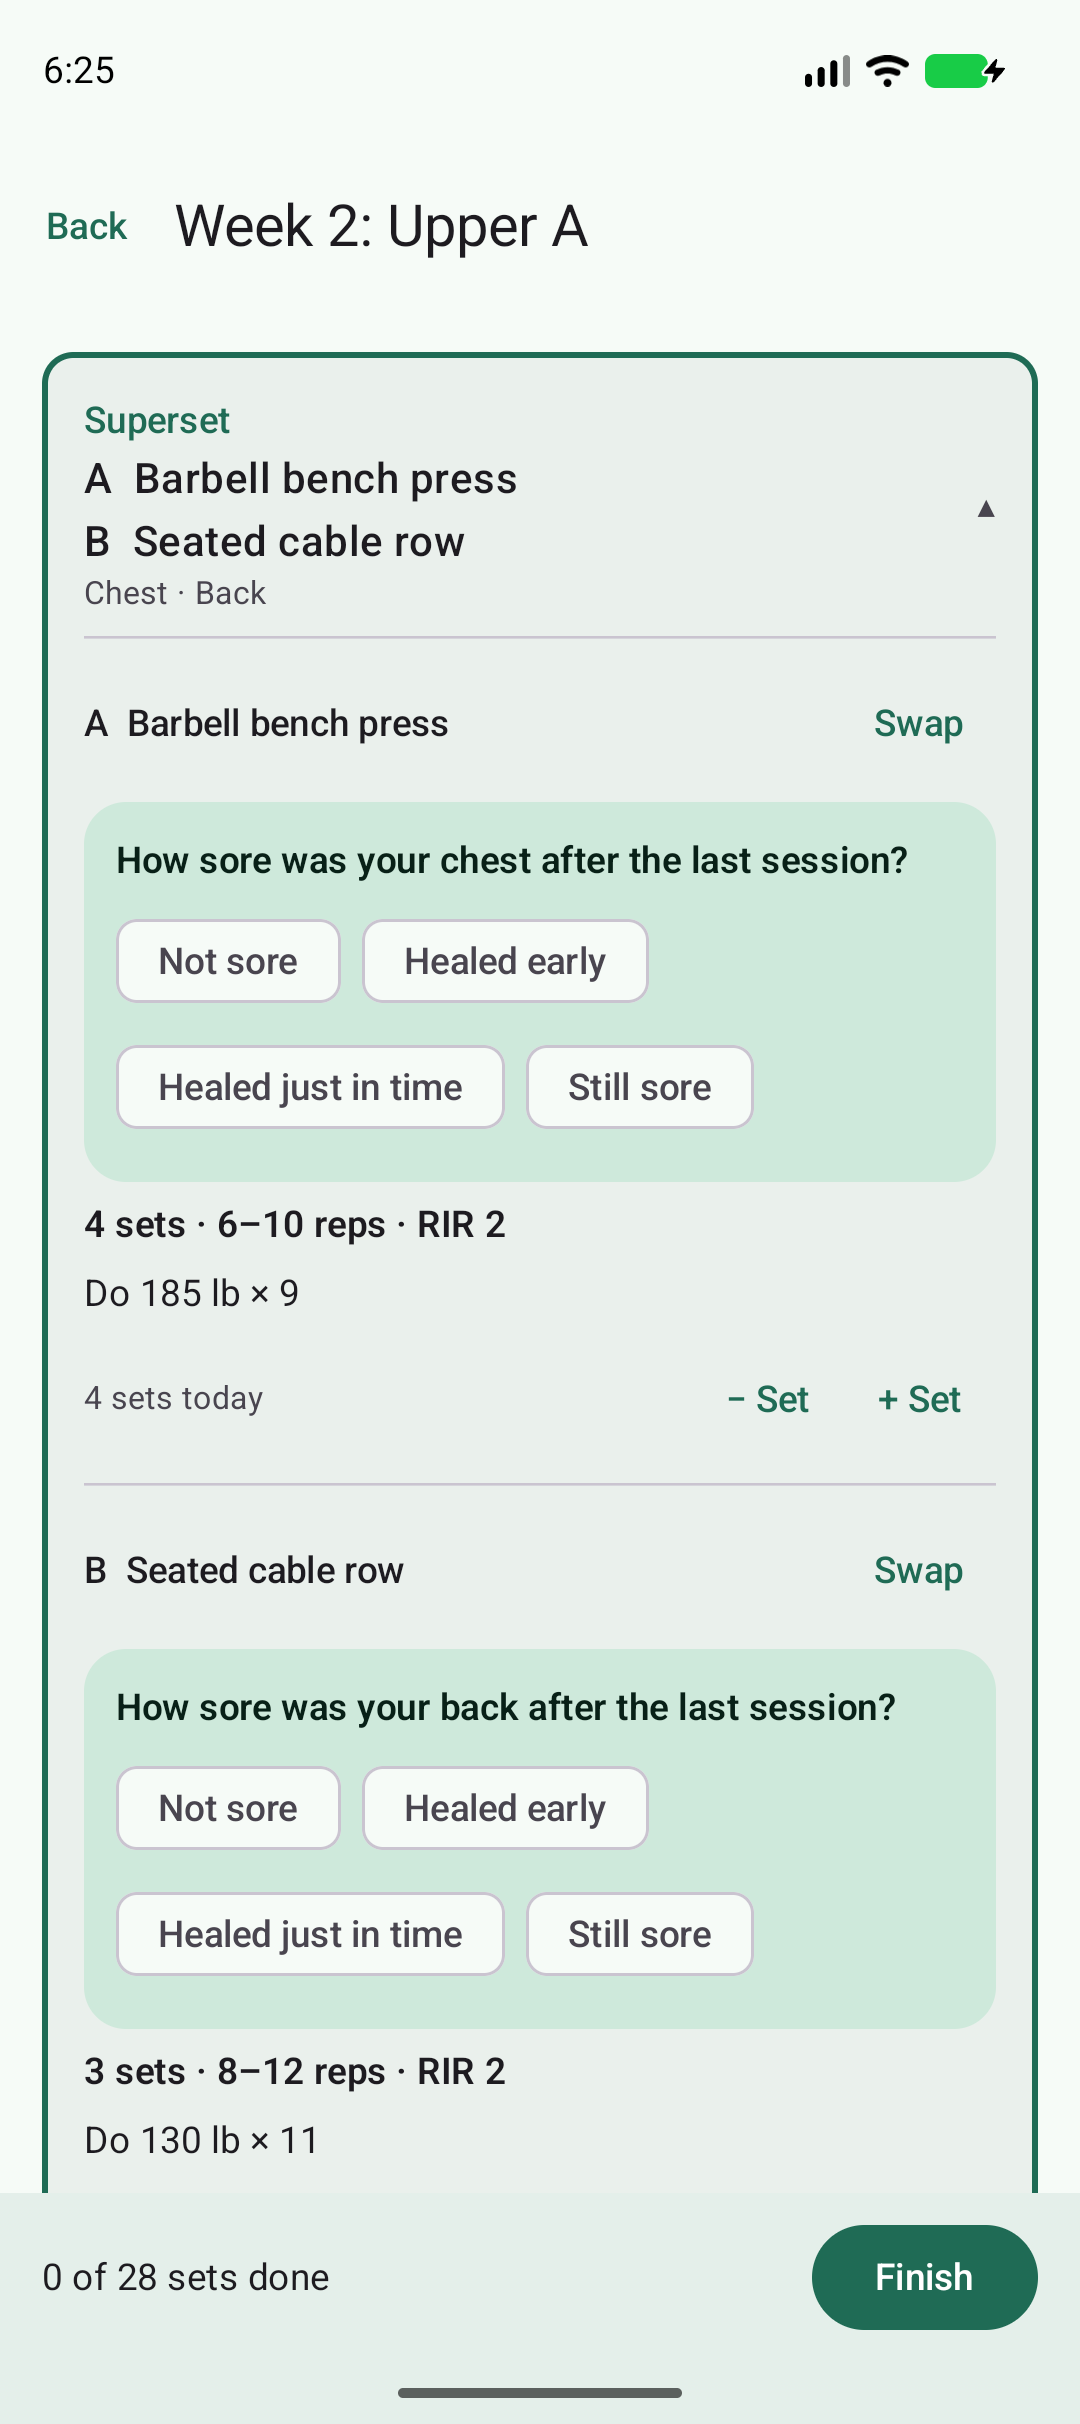 6:25
Back
Week 2: Upper A
Superset
A Barbell bench press
▲
B Seated cable row
Chest · Back
A Barbell bench press
Swap
How sore was your chest after the last session?
Not sore
Healed early
Healed just in time
Still sore
4 sets · 6–10 reps · RIR 2
Do 185 lb × 9
4 sets today
− Set
+ Set
B Seated cable row
Swap
How sore was your back after the last session?
Not sore
Healed early
Healed just in time
Still sore
3 sets · 8–12 reps · RIR 2
Do 130 lb × 11
0 of 28 sets done
Finish